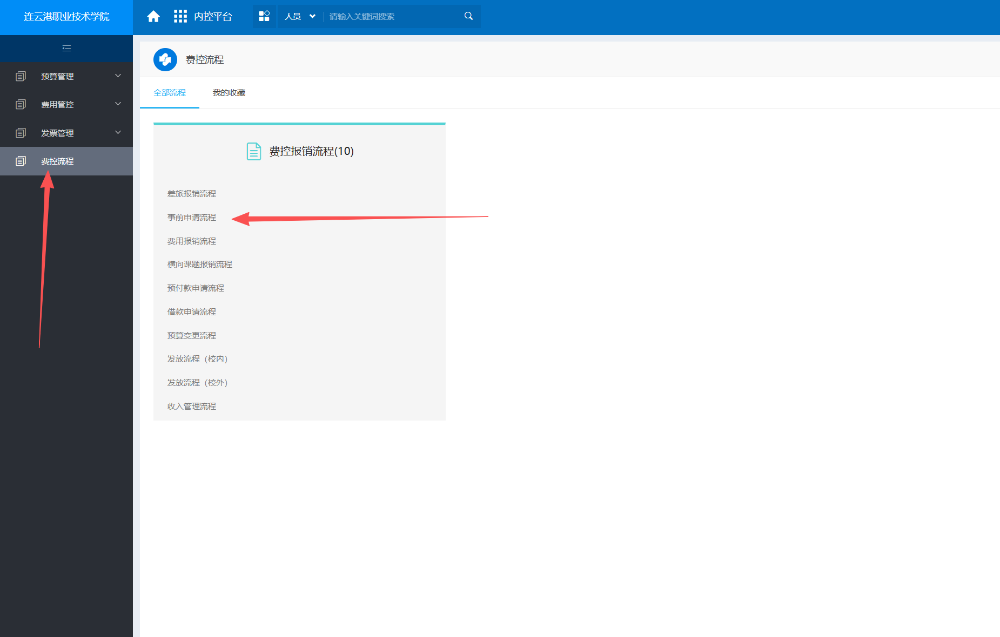 连云港职业技术学院
内控平台
人员
请输入关键词搜索
预算管理
费用管控
发票管理
费控流程
费控流程
全部流程
我的收藏
费控报销流程(10)
差旅报销流程
事前申请流程
费用报销流程
横向课题报销流程
预付款申请流程
借款申请流程
预算变更流程
发放流程（校内）
发放流程（校外）
收入管理流程